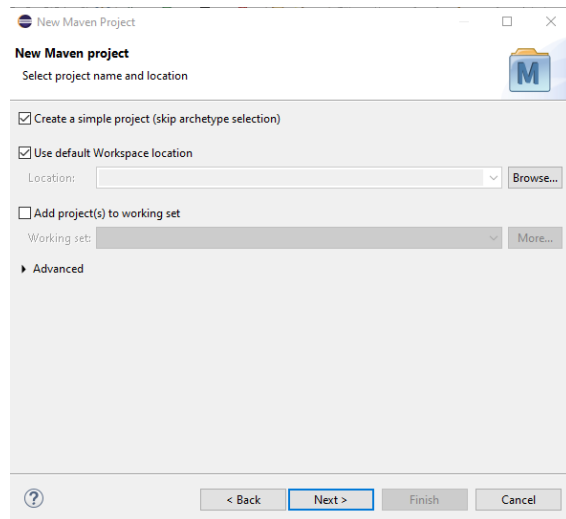 New Maven Project
New Maven project
Select project name and location
M
Create a simple project (skip archetype selection)
Use default Workspace location
Location:
Browse...
Add project(s) to working set
Working set:
More...
Advanced
?
< Back
Next >
Finish
Cancel